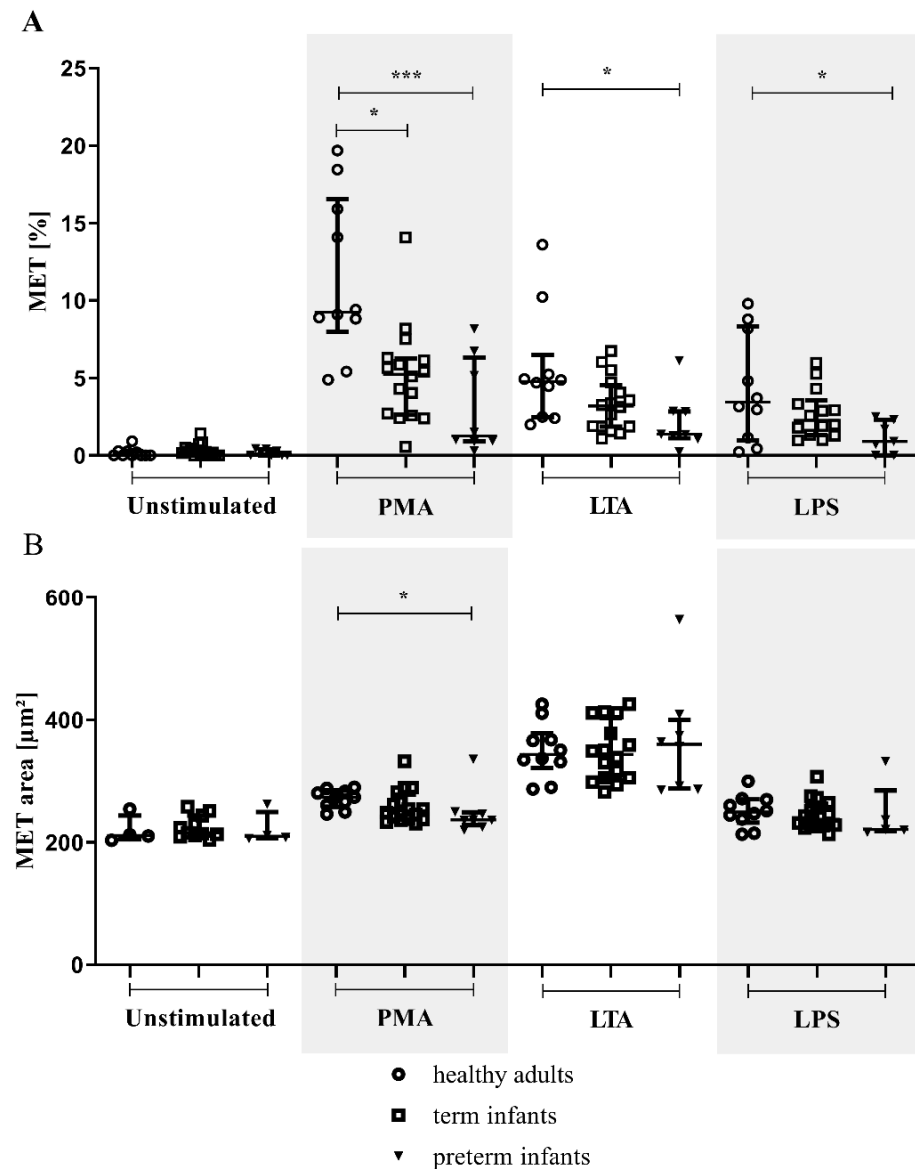 A
25
***
*
*
*
20
15
MET [%]
10
5
0
Unstimulated
PMA
LTA
LPS
B
600
*
400
MET area [µm²]
200
0
Unstimulated
PMA
LTA
LPS
healthy adults
term infants
preterm infants